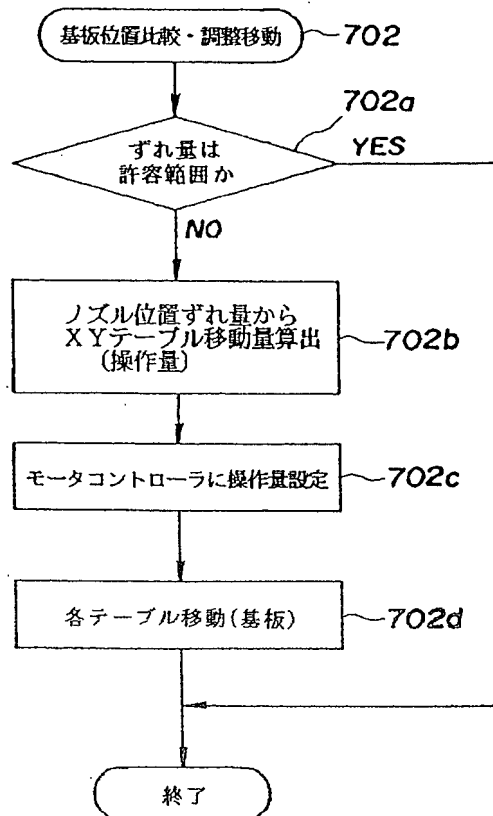 基板位置比較・調整移動
702
702a
ずれ量は
許容範囲か
YES
NO
ノズル位置ずれ量から
XYテーブル移動量算出
(操作量)
702b
モータコントローラに操作量設定
702c
各テーブル移動(基板)
702d
終了